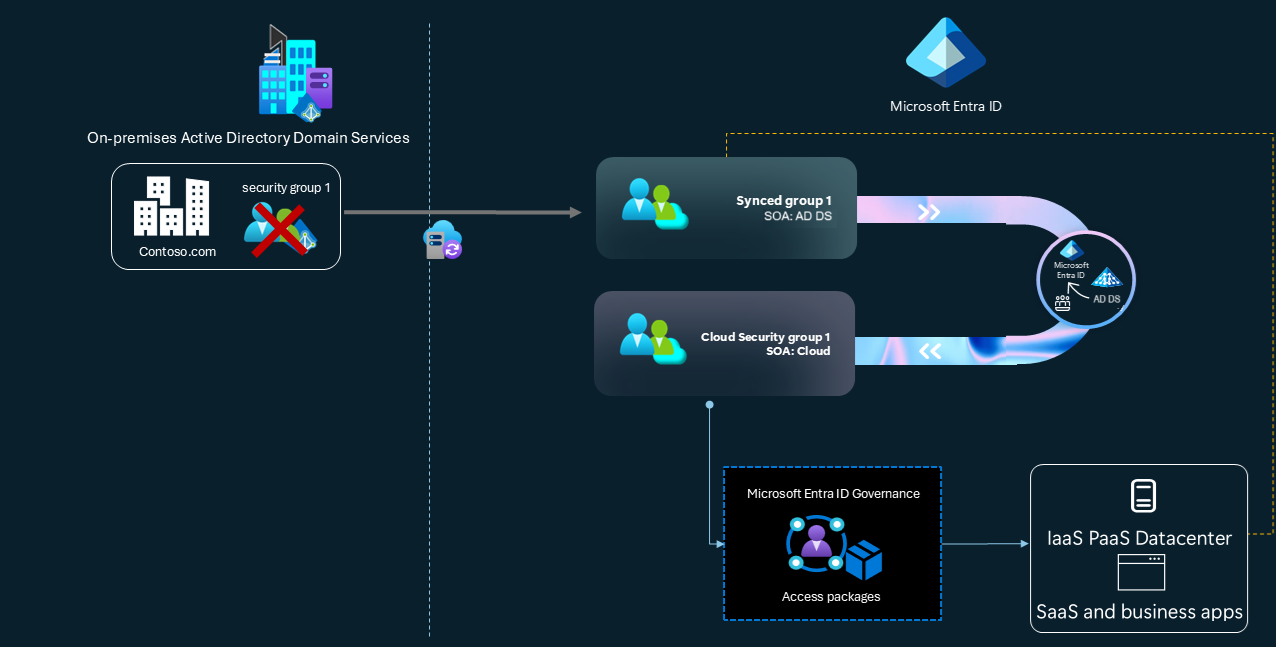 Microsoft Entra ID
On-premises Active Directory Domain Services
security group 1
Contoso.com
Synced group 1
SOA: AD DS
Microsoft
Entra ID
AD DS
Cloud Security group 1
SOA: Cloud
Microsoft Entra ID Governance
Access packages
IaaS PaaS Datacenter
SaaS and business apps